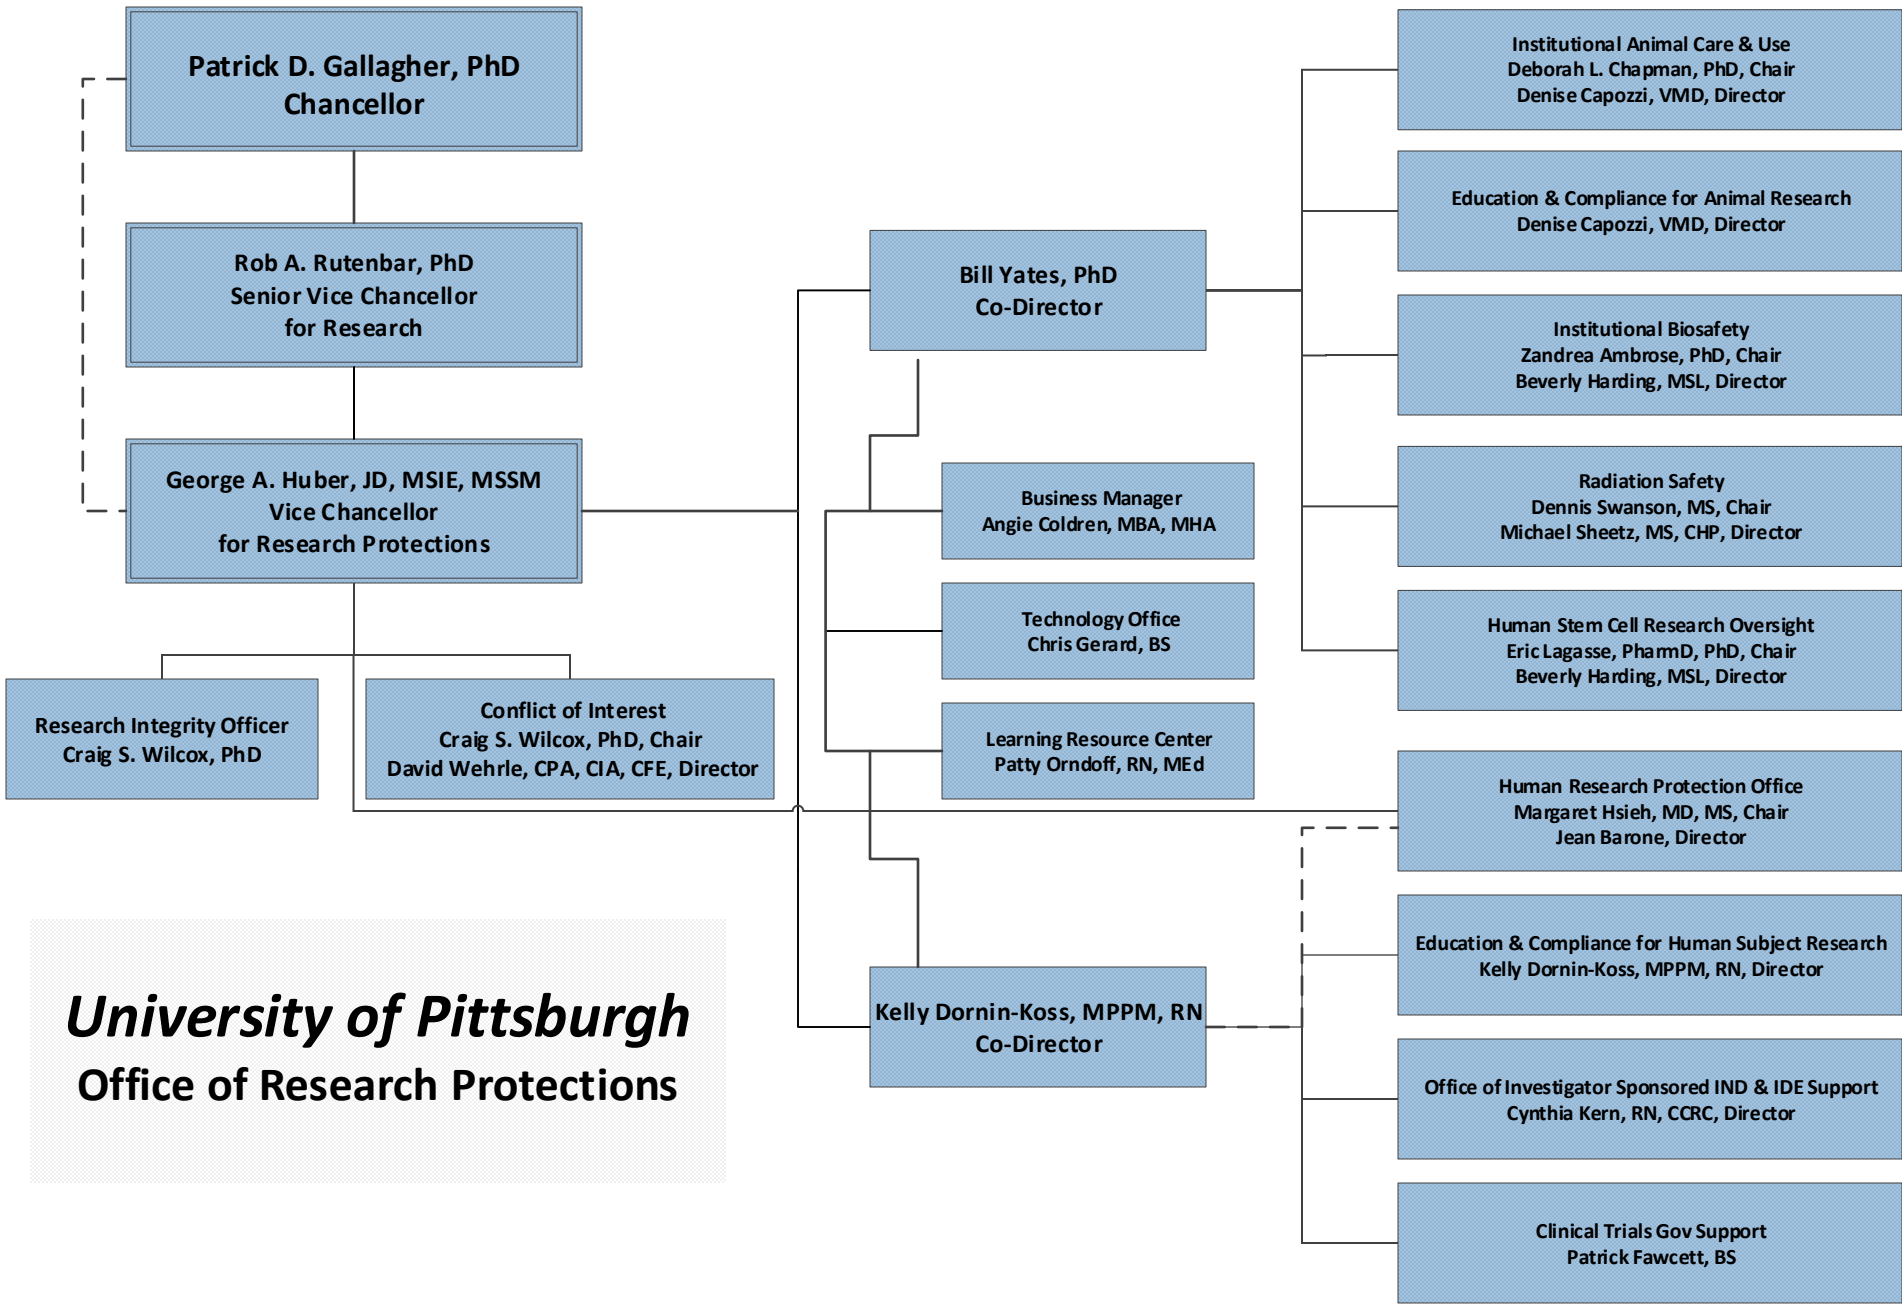 Patrick D. Gallagher, PhD
Chancellor
Rob A. Rutenbar, PhD
Senior Vice Chancellor
for Research
George A. Huber, JD, MSIE, MSSM
Vice Chancellor
for Research Protections
Research Integrity Officer
Craig S. Wilcox, PhD
Conflict of Interest
Craig S. Wilcox, PhD, Chair
David Wehrle, CPA, CIA, CFE, Director
University of Pittsburgh
Office of Research Protections
Bill Yates, PhD
Co-Director
Business Manager
Angie Coldren, MBA, MHA
Technology Office
Chris Gerard, BS
Learning Resource Center
Patty Orndoff, RN, MEd
Kelly Dornin-Koss, MPPM, RN
Co-Director
Institutional Animal Care & Use
Deborah L. Chapman, PhD, Chair
Denise Capozzi, VMD, Director
Education & Compliance for Animal Research
Denise Capozzi, VMD, Director
Institutional Biosafety
Zandrea Ambrose, PhD, Chair
Beverly Harding, MSL, Director
Radiation Safety
Dennis Swanson, MS, Chair
Michael Sheetz, MS, CHP, Director
Human Stem Cell Research Oversight
Eric Lagasse, PharmD, PhD, Chair
Beverly Harding, MSL, Director
Human Research Protection Office
Margaret Hsieh, MD, MS, Chair
Jean Barone, Director
Education & Compliance for Human Subject Research
Kelly Dornin-Koss, MPPM, RN, Director
Office of Investigator Sponsored IND & IDE Support
Cynthia Kern, RN, CCRC, Director
Clinical Trials Gov Support
Patrick Fawcett, BS